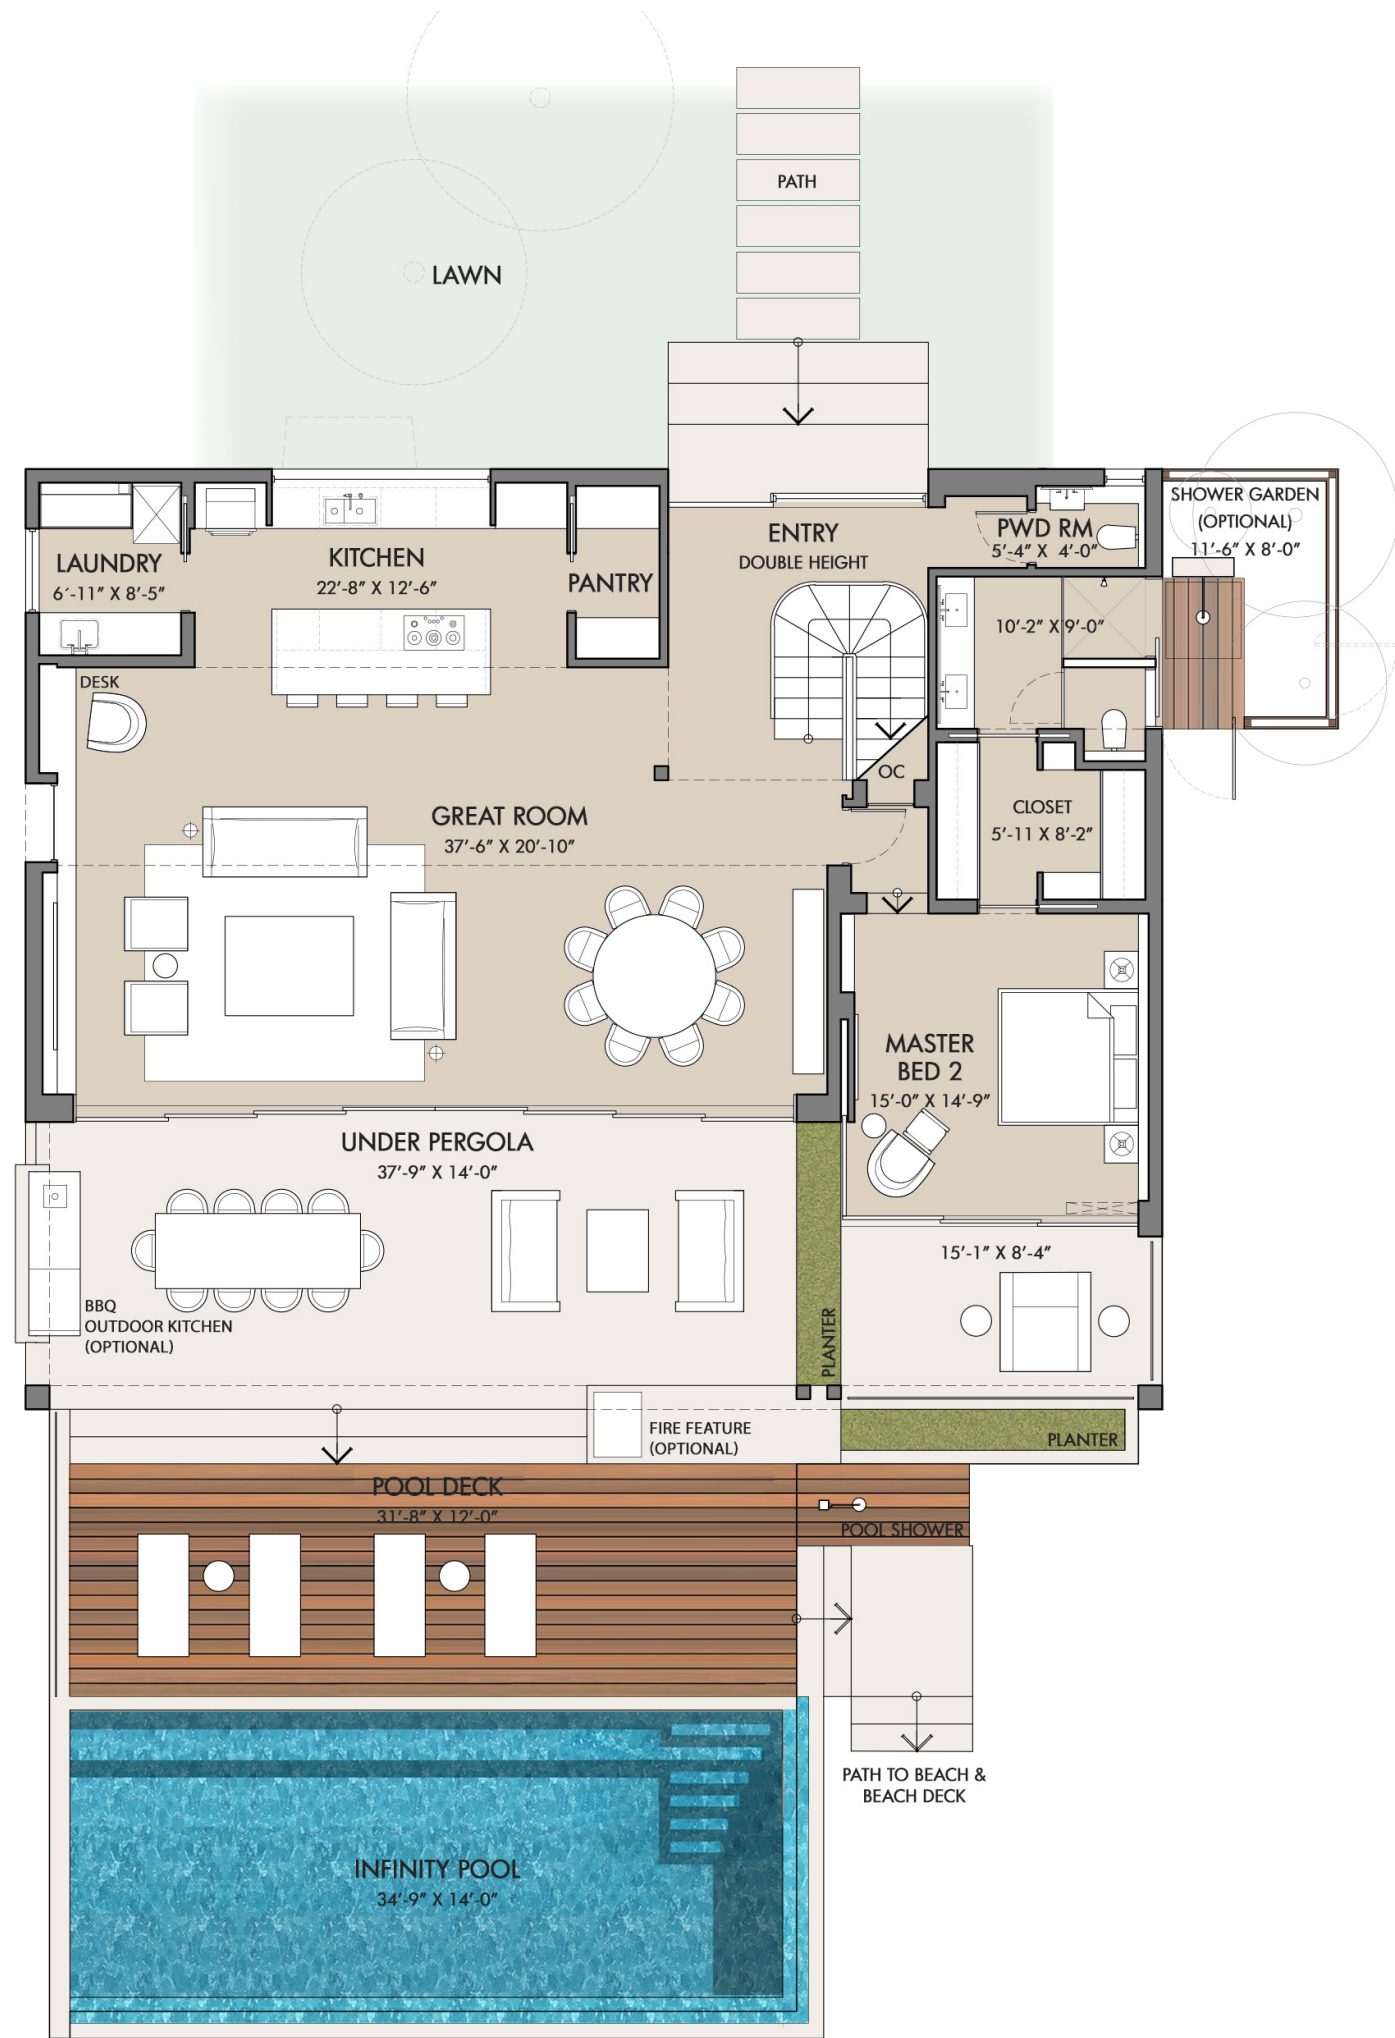 PATH
LAWN
SHOWER GARDEN
(OPTIONAL)
11'-6" X 8'-0"
ENTRY
DOUBLE HEIGHT
PWD RM
5'-4" X 4'-0"
LAUNDRY
6´-11" X 8'-5"
KITCHEN
22'-8" X 12'-6"
PANTRY
10'-2" X 9'-0"
DESK
OC
GREAT ROOM
37'-6" X 20'-10"
CLOSET
5'-11 X 8'-2"
MASTER
BED 2
15'-0" X 14'-9"
UNDER PERGOLA
37'-9" X 14'-0"
15'-1" X 8'-4"
BBQ
OUTDOOR KITCHEN
(OPTIONAL)
PLANTER
FIRE FEATURE
(OPTIONAL)
PLANTER
POOL DECK
31'-8" X 12'-0"
POOL SHOWER
PATH TO BEACH &
BEACH DECK
INFINITY POOL
34'-9" X 14'-0"